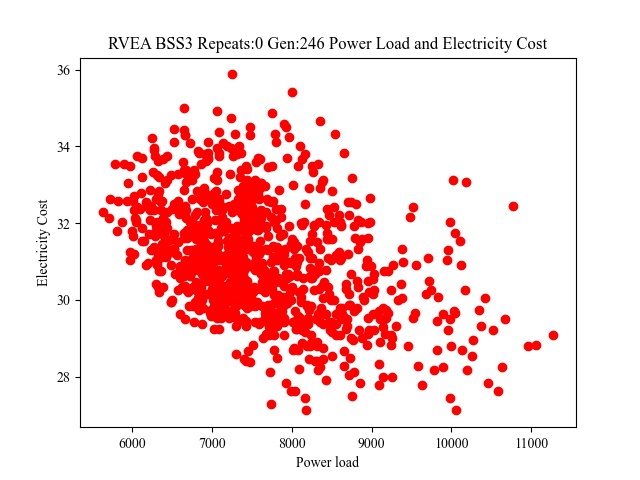 RVEA BSS3 Repeats:0 Gen:246 Power Load and Electricity Cost
36
34
32
30
28
Electricity Cost
6000 7000 8000 9000 10000 11000
Power load